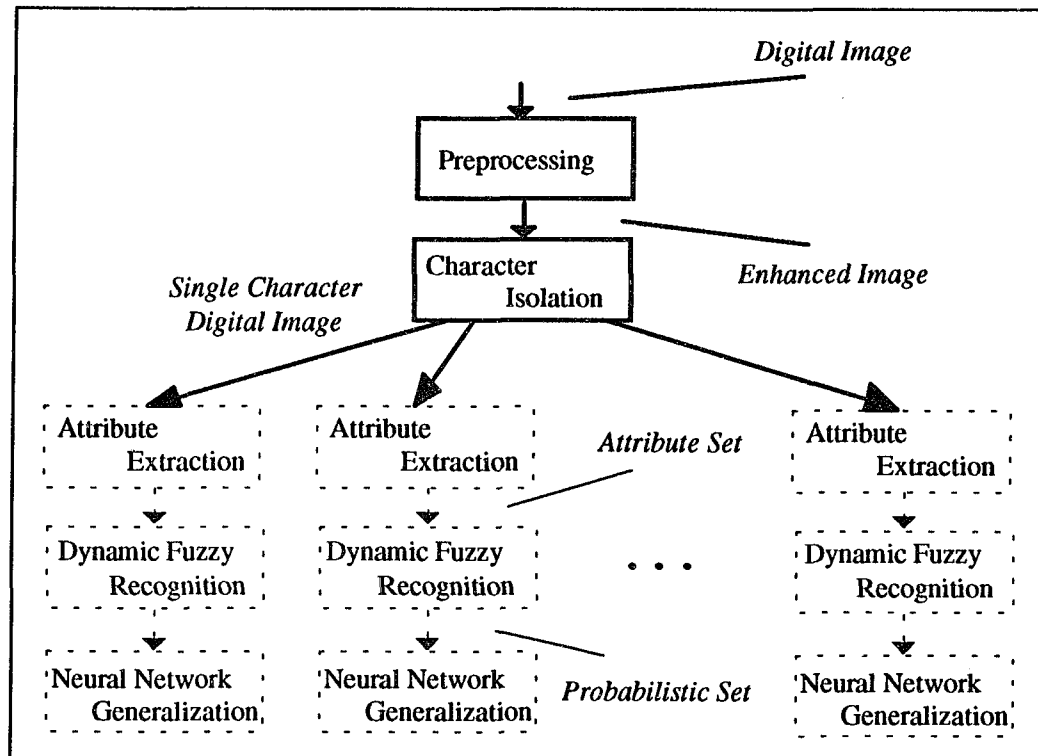 Digital Image
Preprocessing
Enhanced Image
Character
Isolation
Single Character
Digital Image
Attribute
Extraction
Dynamic Fuzzy
Recognition
Neural Network
Generalization
Attribute
Extraction
Attribute Set
Dynamic Fuzzy
Recognition
Probabilistic Set
Neural Network
Generalization
• • •
Attribute
Extraction
Dynamic Fuzzy
Recognition
Neural Network
Generalization